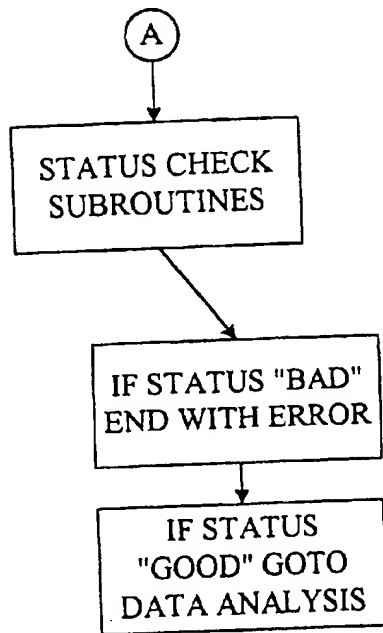 A
STATUS CHECK
SUBROUTINES
IF STATUS "BAD"
END WITH ERROR
IF STATUS
"GOOD" GOTO
DATA ANALYSIS